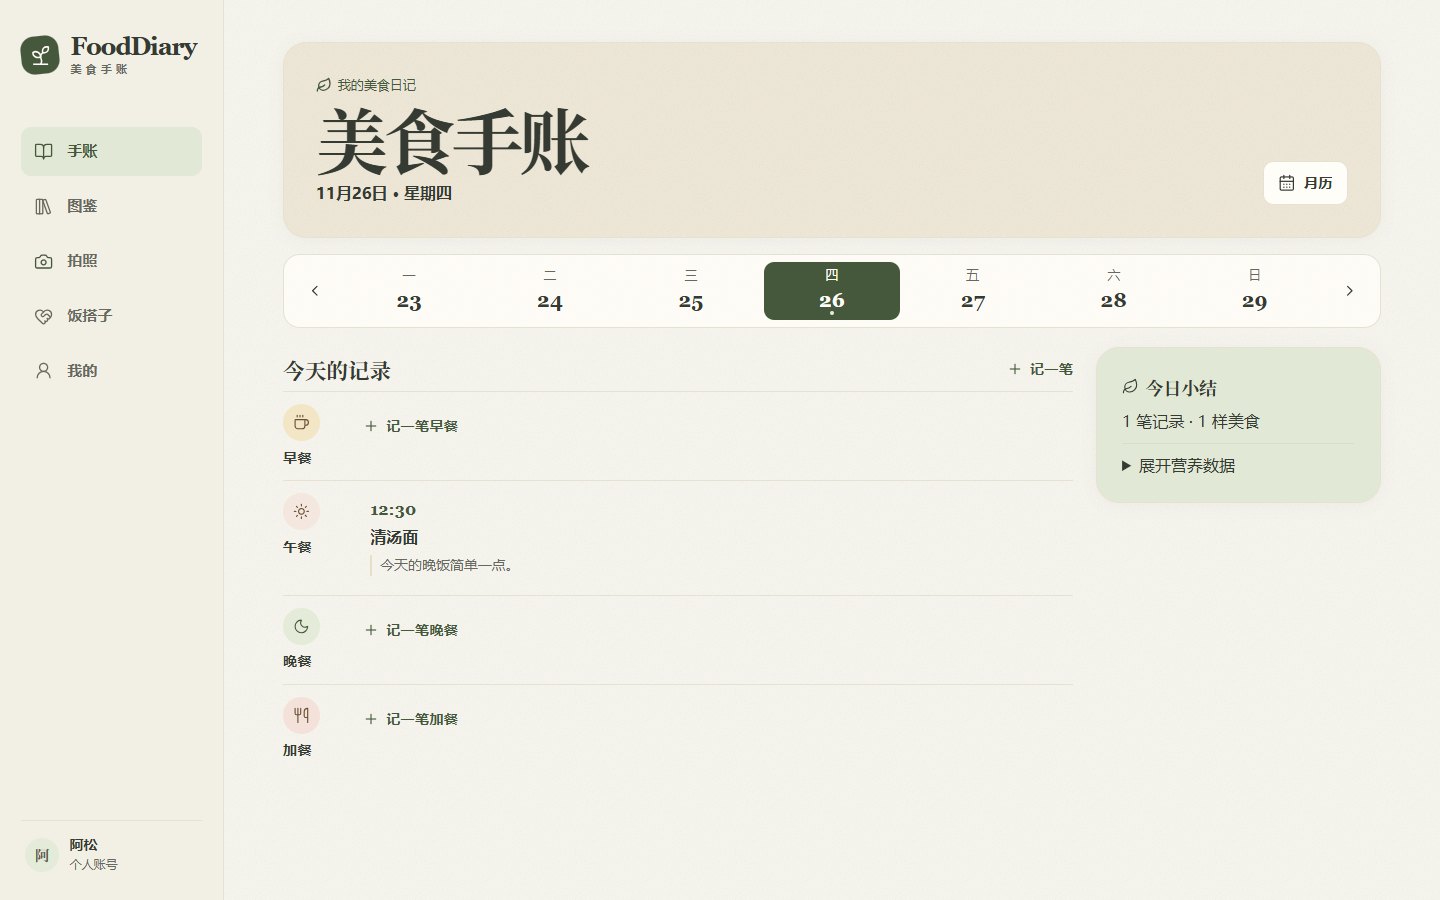 FoodDiary
美食手账
手账
图鉴
拍照
饭搭子
我的
阿
阿松
个人账号
我的美食日记
美食手账
11月26日 • 星期四
月历
一 二 三 四 五 六 日
23 24 25 26 27 28 29
今天的记录
记一笔
早餐
记一笔早餐
午餐
12:30
清汤面
今天的晚饭简单一点。
晚餐
记一笔晚餐
加餐
记一笔加餐
今日小结
1 笔记录 · 1 样美食
展开营养数据